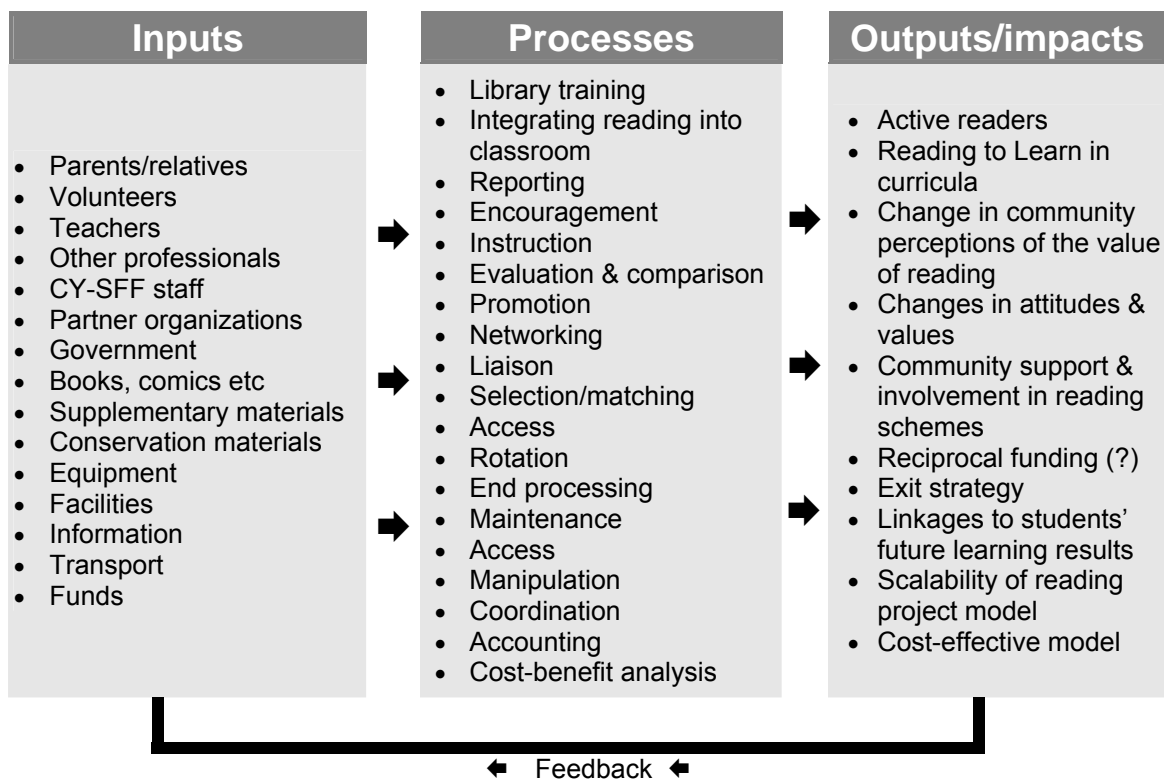 Inputs
• Parents/relatives
• Volunteers
• Teachers
• Other professionals
• CY-SFF staff
• Partner organizations
• Government
• Books, comics etc
• Supplementary materials
• Conservation materials
• Equipment
• Facilities
• Information
• Transport
• Funds
Processes
• Library training
• Integrating reading into
classroom
• Reporting
• Encouragement
• Instruction
• Evaluation & comparison
• Promotion
• Networking
• Liaison
• Selection/matching
• Access
• Rotation
• End processing
• Maintenance
• Access
• Manipulation
• Coordination
• Accounting
• Cost-benefit analysis
Outputs/impacts
• Active readers
• Reading to Learn in
curricula
• Change in community
perceptions of the value
of reading
• Changes in attitudes &
values
• Community support &
involvement in reading
schemes
• Reciprocal funding (?)
• Exit strategy
• Linkages to students’
future learning results
• Scalability of reading
project model
• Cost-effective model
Feedback